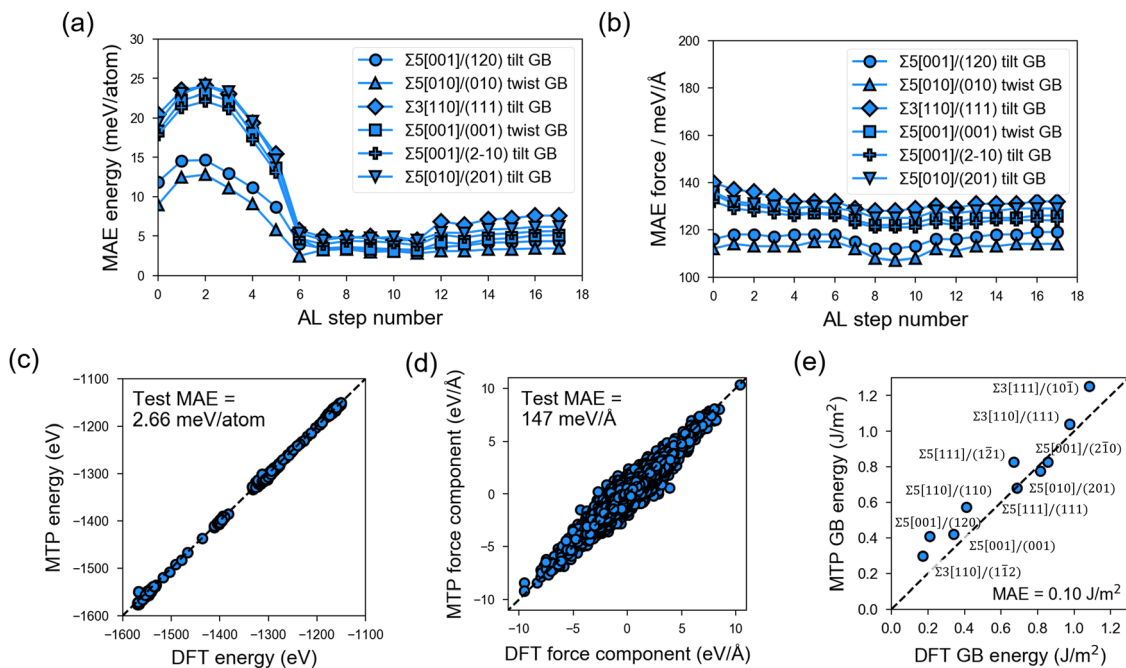 (a)
MAE energy (meV/atom)
30
25
20
15
10
5
0
0 2 4 6 8 10 12 14 16 18
AL step number
Σ5[001]/(120) tilt GB
Σ5[010]/(010) twist GB
Σ3[110]/(111) tilt GB
Σ5[001]/(001) twist GB
Σ5[001]/(2-10) tilt GB
Σ5[010]/(201) tilt GB
(b)
MAE force / meV/Å
200
180
160
140
120
100
0 2 4 6 8 10 12 14 16 18
AL step number
Σ5[001]/(120) tilt GB
Σ5[010]/(010) twist GB
Σ3[110]/(111) tilt GB
Σ5[001]/(001) twist GB
Σ5[001]/(2-10) tilt GB
Σ5[010]/(201) tilt GB
(c)
MTP energy (eV)
−1100
−1200
−1300
−1400
−1500
−1600
−1600 −1500 −1400 −1300 −1200 −1100
DFT energy (eV)
Test MAE =
2.66 meV/atom
(d)
MTP force component (eV/Å)
10
5
0
−5
−10
−10 −5 0 5 10
DFT force component (eV/Å)
Test MAE =
147 meV/Å
(e)
MTP GB energy (J/m²)
1.2
1.0
0.8
0.6
0.4
0.2
0.0
0.0 0.2 0.4 0.6 0.8 1.0 1.2
DFT GB energy (J/m²)
Σ3[111]/(101̄)
Σ3[110]/(111)
Σ5[001]/(21̄0)
Σ5[111]/(12̄1)
Σ5[010]/(201)
Σ5[110]/(110)
Σ5[111]/(111)
Σ5[001]/(120)
Σ5[001]/(001)
Σ3[110]/(11̄2)
MAE = 0.10 J/m²